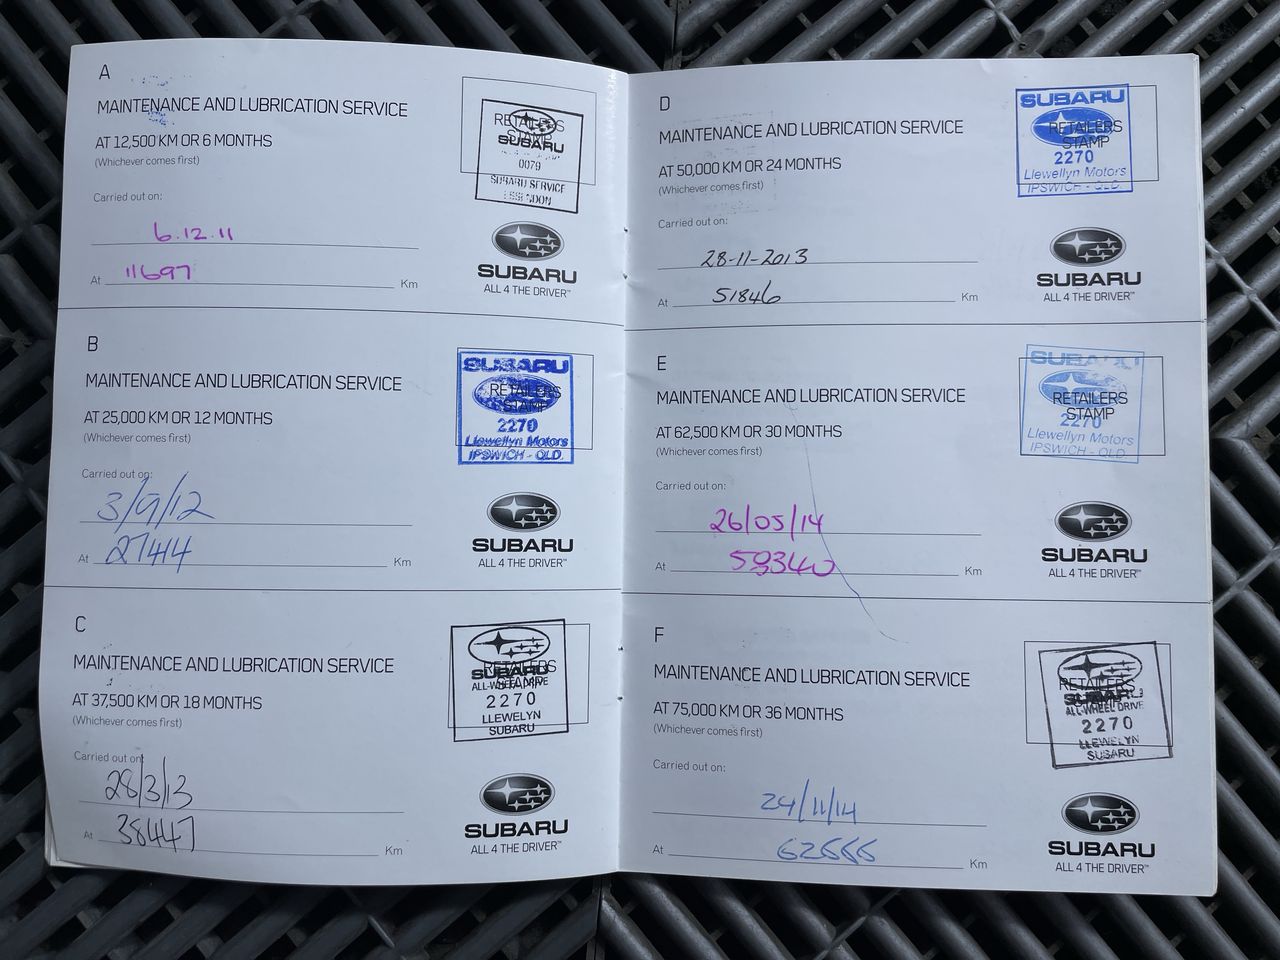 A
MAINTENANCE AND LUBRICATION SERVICE
AT 12,500 KM OR 6 MONTHS
(Whichever comes first)
Carried out on:
6.12.11
At 11697 Km
RETAILERS
STAMP
SUBARU
0079
SUBARU SERVICE
SUBARU
ALL 4 THE DRIVER™
B
MAINTENANCE AND LUBRICATION SERVICE
AT 25,000 KM OR 12 MONTHS
(Whichever comes first)
Carried out on:
3/9/12
At 27414 Km
SUBARU
RETAILERS
STAMP
2270
Llewellyn Motors
IPSWICH - QLD.
SUBARU
ALL 4 THE DRIVER™
C
MAINTENANCE AND LUBRICATION SERVICE
AT 37,500 KM OR 18 MONTHS
(Whichever comes first)
Carried out on:
28/3/13
At 38447 Km
RETAILERS
SUBARU
STAMP
ALL-WHEEL DRIVE
2270
LLEWELYN
SUBARU
SUBARU
ALL 4 THE DRIVER™
D
MAINTENANCE AND LUBRICATION SERVICE
AT 50,000 KM OR 24 MONTHS
(Whichever comes first)
Carried out on:
28-11-2013
At 51846 Km
SUBARU
RETAILERS
STAMP
2270
Llewellyn Motors
IPSWICH - QLD.
SUBARU
ALL 4 THE DRIVER™
E
MAINTENANCE AND LUBRICATION SERVICE
AT 62,500 KM OR 30 MONTHS
(Whichever comes first)
Carried out on:
26/05/14
At 59340 Km
SUBARU
RETAILERS
STAMP
2270
Llewellyn Motors
IPSWICH - QLD.
SUBARU
ALL 4 THE DRIVER™
F
MAINTENANCE AND LUBRICATION SERVICE
AT 75,000 KM OR 36 MONTHS
(Whichever comes first)
Carried out on:
24/11/14
At Km
RETAILERS
STAMP
SUBARU
ALL-WHEEL DRIVE
2270
LLEWELYN
SUBARU
SUBARU
ALL 4 THE DRIVER™